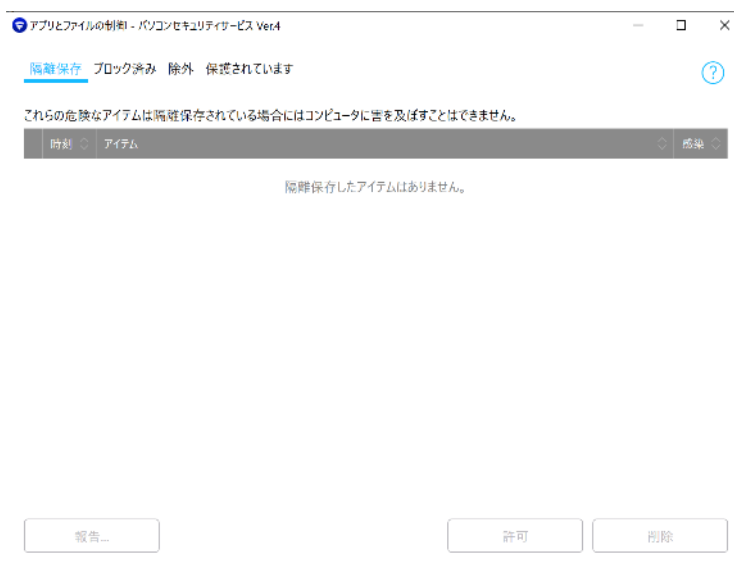 アプリとファイルの制御 - パソコンセキュリティサービス Ver.4
隔離保存 ブロック済み 除外 保護されています
?
これらの危険なアイテムは隔離保存されている場合にはコンピュータに害を及ぼすことはできません。
時刻 アイテム 感染
隔離保存したアイテムはありません。
報告... 許可 削除